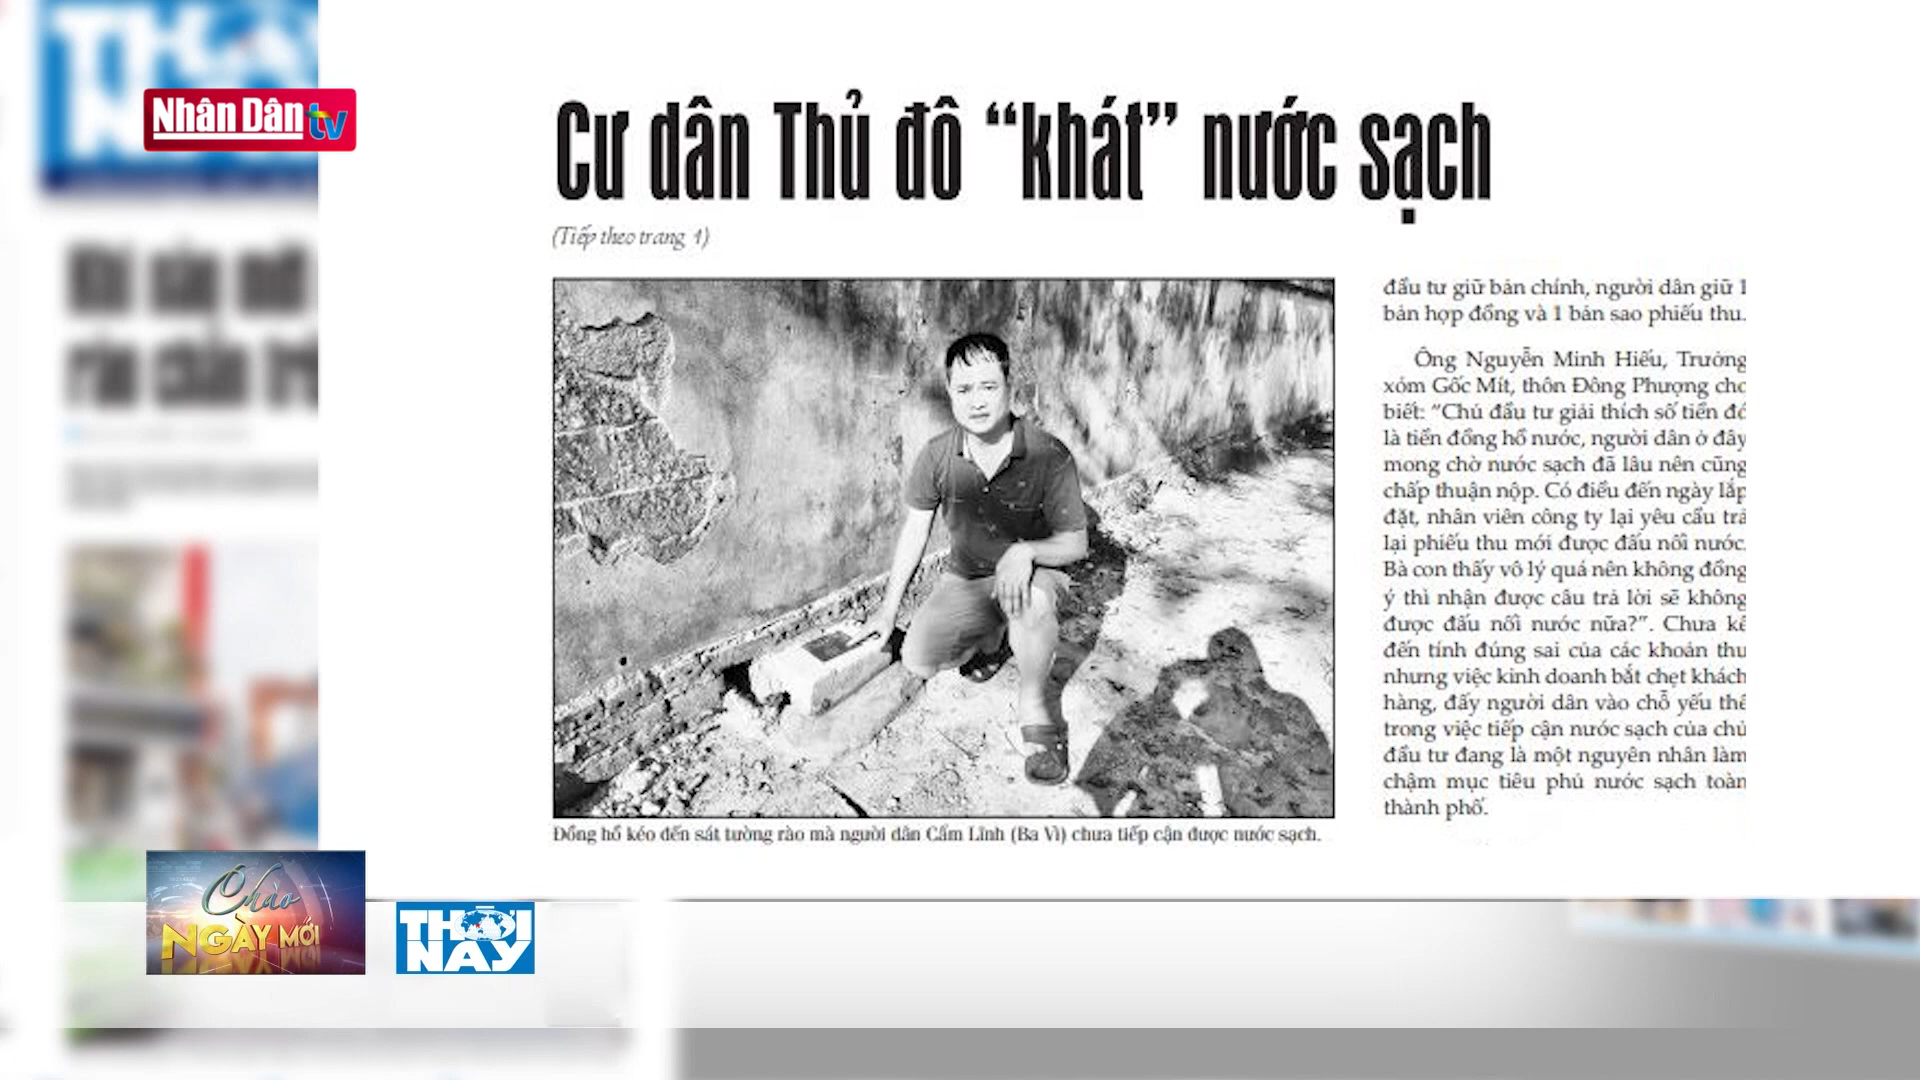 THỜI
Nhân Dân tv
Cư dân Thủ đô “khát” nước sạch
(Tiếp theo trang 1)
đầu tư giữ bản chính, người dân giữ 1
bản hợp đồng và 1 bản sao phiếu thu.
Ông Nguyễn Minh Hiếu, Trưởng
xóm Gốc Mít, thôn Đông Phượng cho
biết: “Chủ đầu tư giải thích số tiền đó
là tiền đồng hồ nước, người dân ở đây
mong chờ nước sạch đã lâu nên cũng
chấp thuận nộp. Có điều đến ngày lắp
đặt, nhân viên công ty lại yêu cầu trả
lại phiếu thu mới được đấu nối nước.
Bà con thấy vô lý quá nên không đồng
ý thì nhận được câu trả lời sẽ không
được đấu nối nước nữa?”. Chưa kể
đến tính đúng sai của các khoản thu
nhưng việc kinh doanh bắt chẹt khách
hàng, đẩy người dân vào chỗ yếu thế
trong việc tiếp cận nước sạch của chủ
đầu tư đang là một nguyên nhân làm
chậm mục tiêu phủ nước sạch toàn
thành phố.
Đồng hồ kéo đến sát tường rào mà người dân Cẩm Lĩnh (Ba Vì) chưa tiếp cận được nước sạch.
Chào
NGÀY MỚI
THỜI
NAY